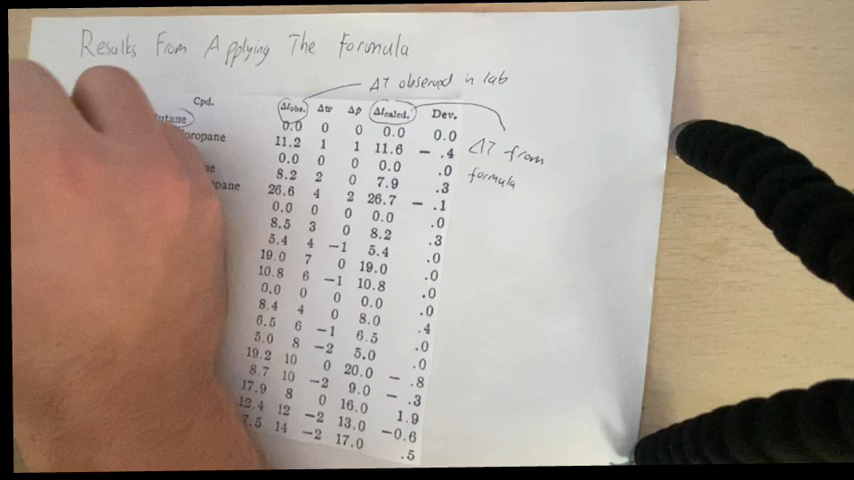 Results From Applying The Formula
ΔT observed in lab
Cpd. Δtobs. Δw Δp Δtcalcd. Dev.
utane 0.0 0 0 0.0 0.0
propane 11.2 1 1 11.6 − .4
0.0 0 0 0.0 .0
8.2 2 0 7.9 .3
26.6 4 2 26.7 − .1
0.0 0 0 0.0 .0
8.5 3 0 8.2 .3
5.4 4 −1 5.4 .0
19.0 7 0 19.0 .0
10.8 6 −1 10.8 .0
0.0 0 0 0.0 .0
8.4 4 0 8.0 .4
6.5 6 −1 6.5 .0
5.0 8 −2 5.0 .0
19.2 10 0 20.0 − .8
8.7 10 −2 9.0 − .3
17.9 8 0 16.0 1.9
12.4 12 −2 13.0 −0.6
7.5 14 −2 17.0 .5
ΔT from
formula